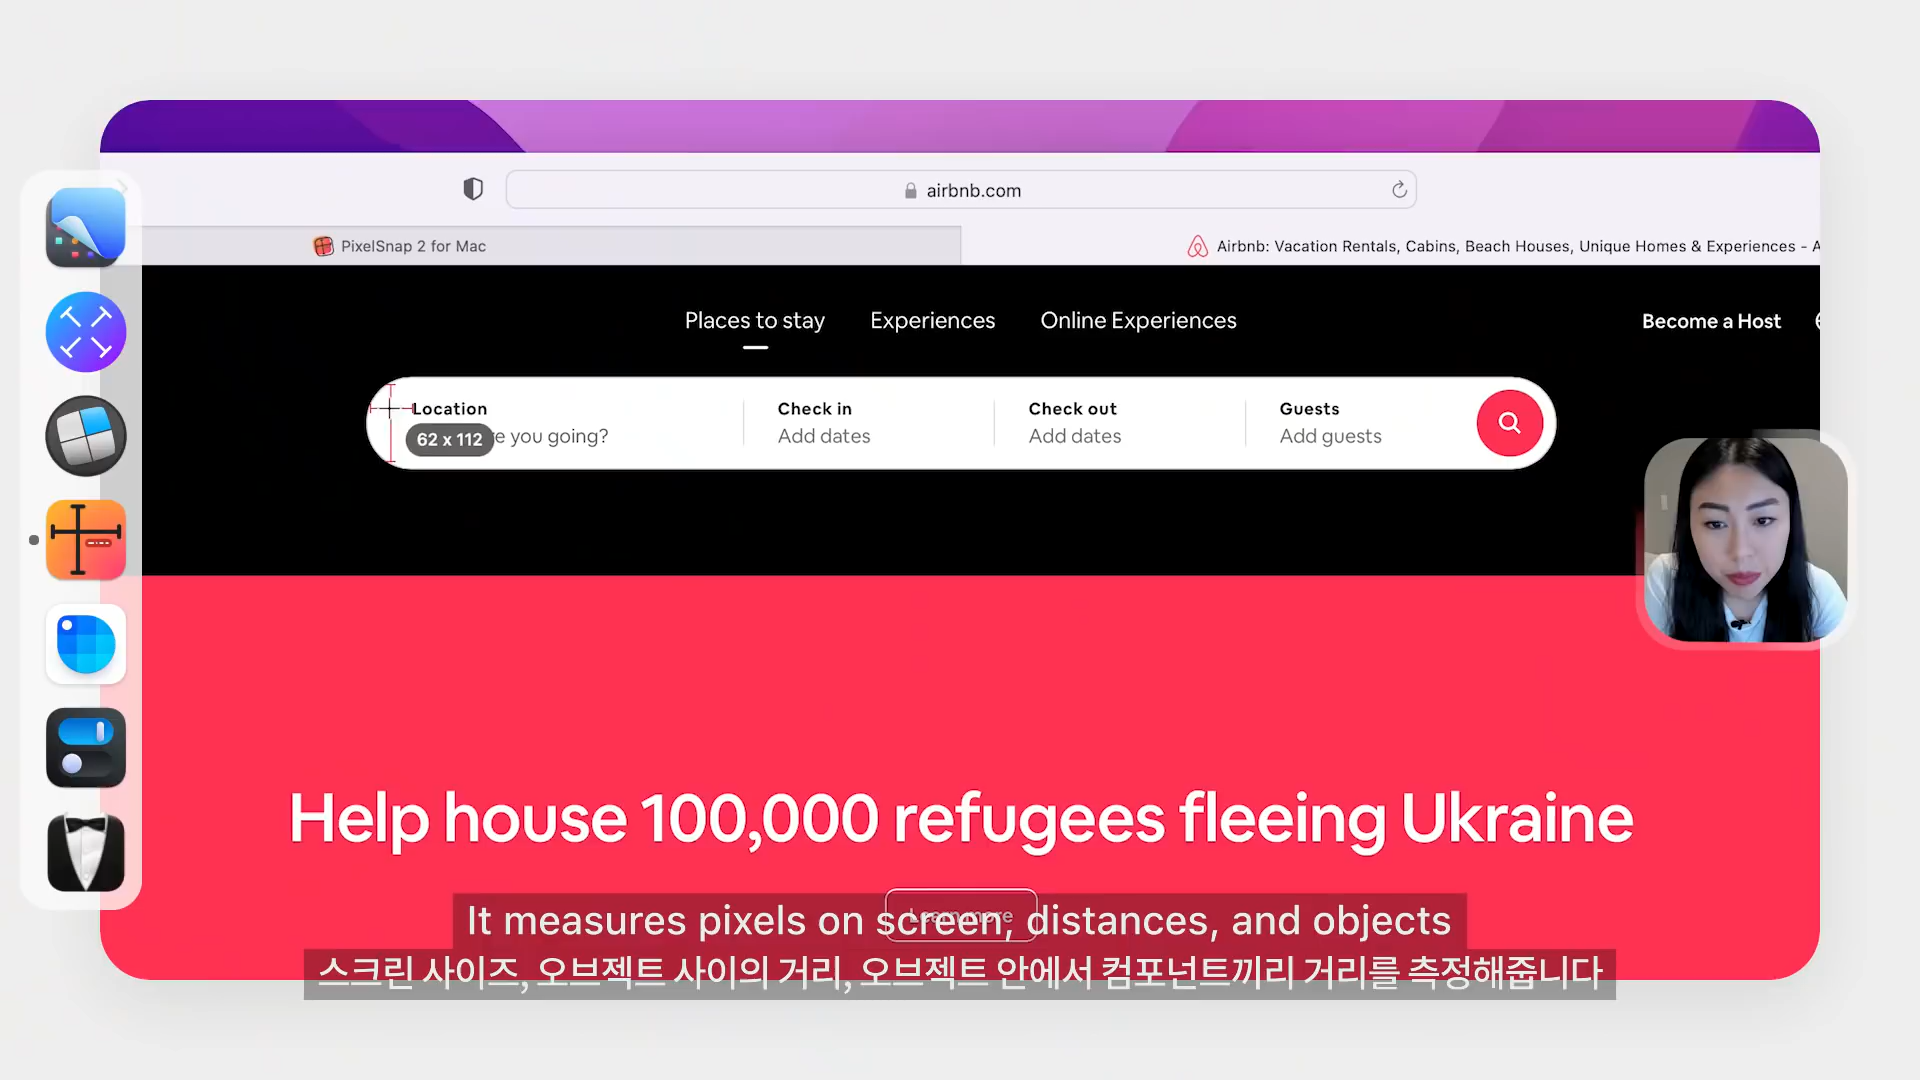 airbnb.com
PixelSnap 2 for Mac
Airbnb: Vacation Rentals, Cabins, Beach Houses, Unique Homes & Experiences - A
Places to stay
Experiences
Online Experiences
Become a Host
Location
Check in
Check out
Guests
62 x 112
e you going?
Add dates
Add dates
Add guests
Help house 100,000 refugees fleeing Ukraine
Learn more
It measures pixels on screen, distances, and objects
스크린 사이즈, 오브젝트 사이의 거리, 오브젝트 안에서 컴포넌트끼리 거리를 측정해줍니다